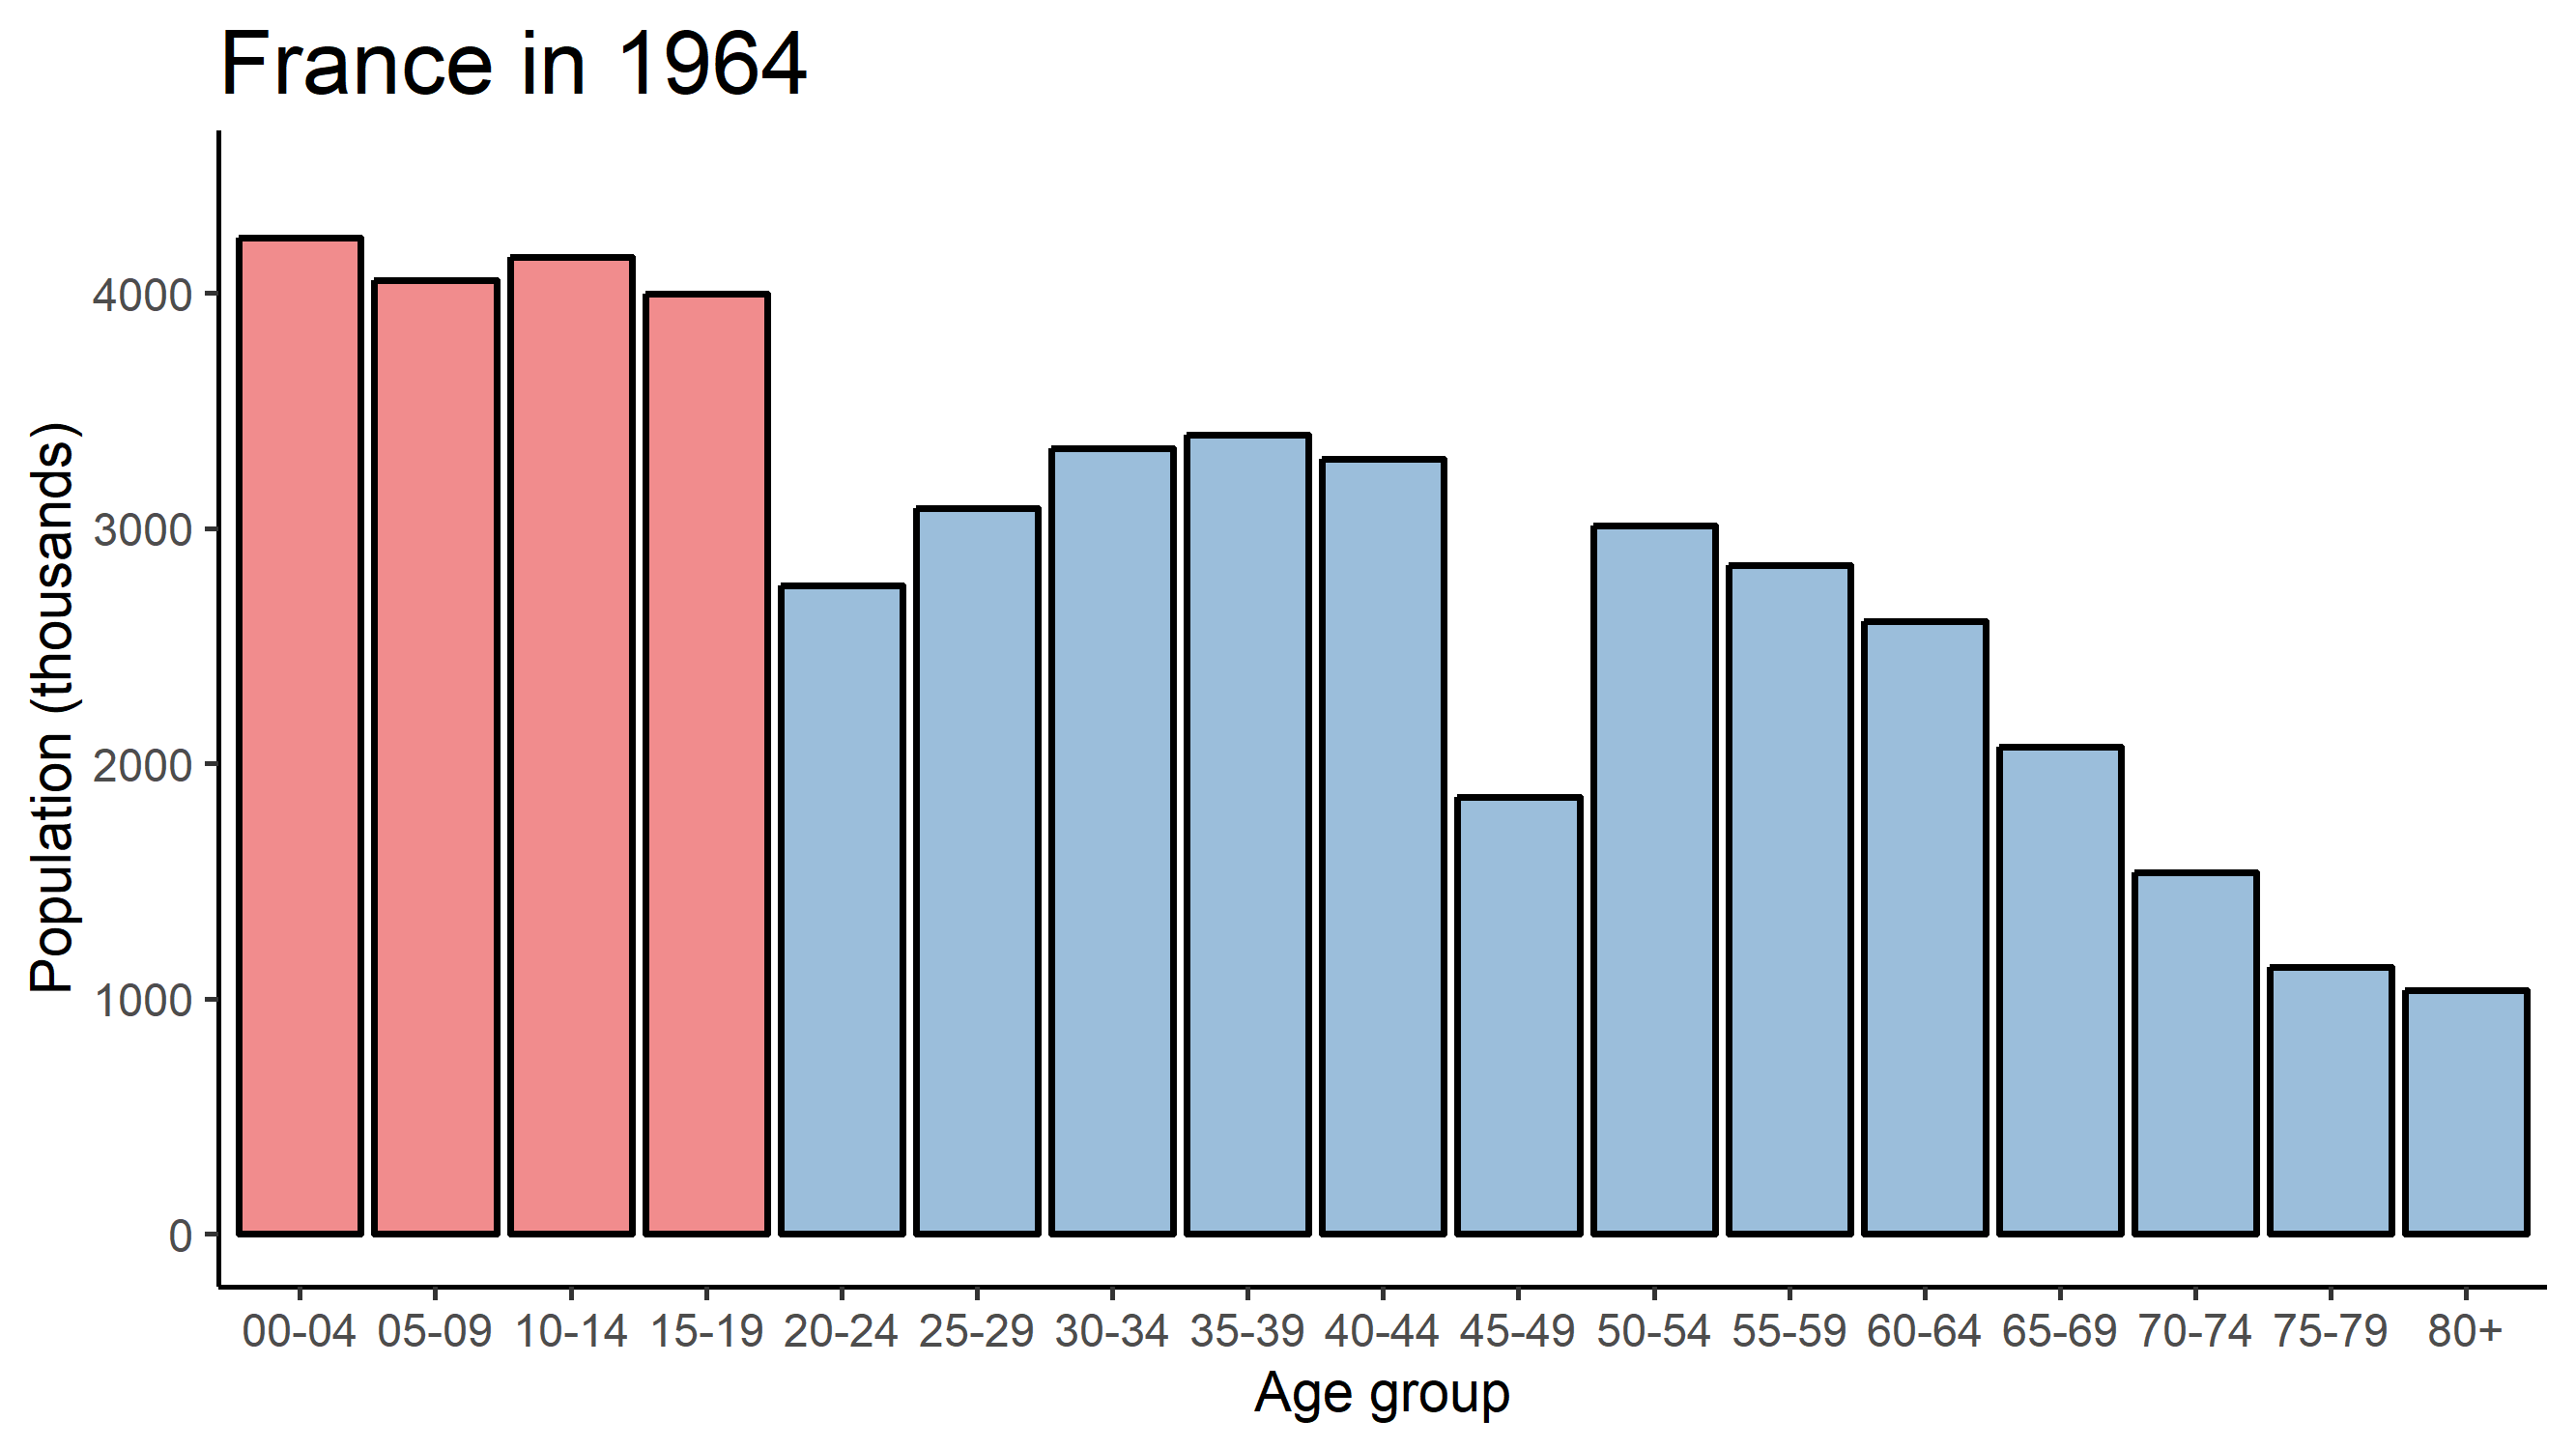 France in 1964
Population (thousands)
4000
3000
2000
1000
0
00-04 05-09 10-14 15-19 20-24 25-29 30-34 35-39 40-44 45-49 50-54 55-59 60-64 65-69 70-74 75-79 80+
Age group